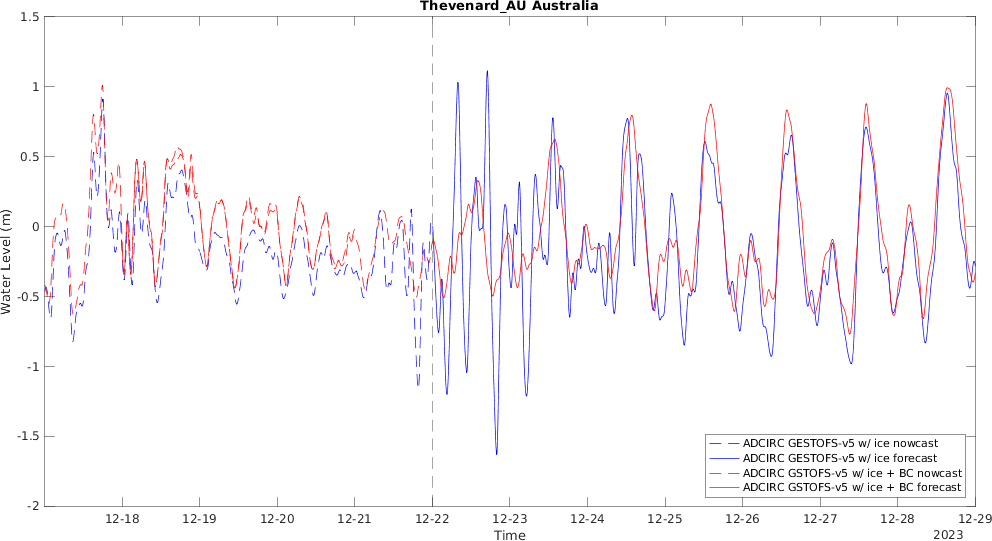 Thevenard_AU Australia
1.5
1
0.5
0
-0.5
-1
-1.5
-2
Water Level (m)
ADCIRC GESTOFS-v5 w/ ice nowcast
ADCIRC GESTOFS-v5 w/ ice forecast
ADCIRC GSTOFS-v5 w/ ice + BC nowcast
ADCIRC GSTOFS-v5 w/ ice + BC forecast
12-18 12-19 12-20 12-21 12-22 12-23 12-24 12-25 12-26 12-27 12-28 12-29
Time
2023